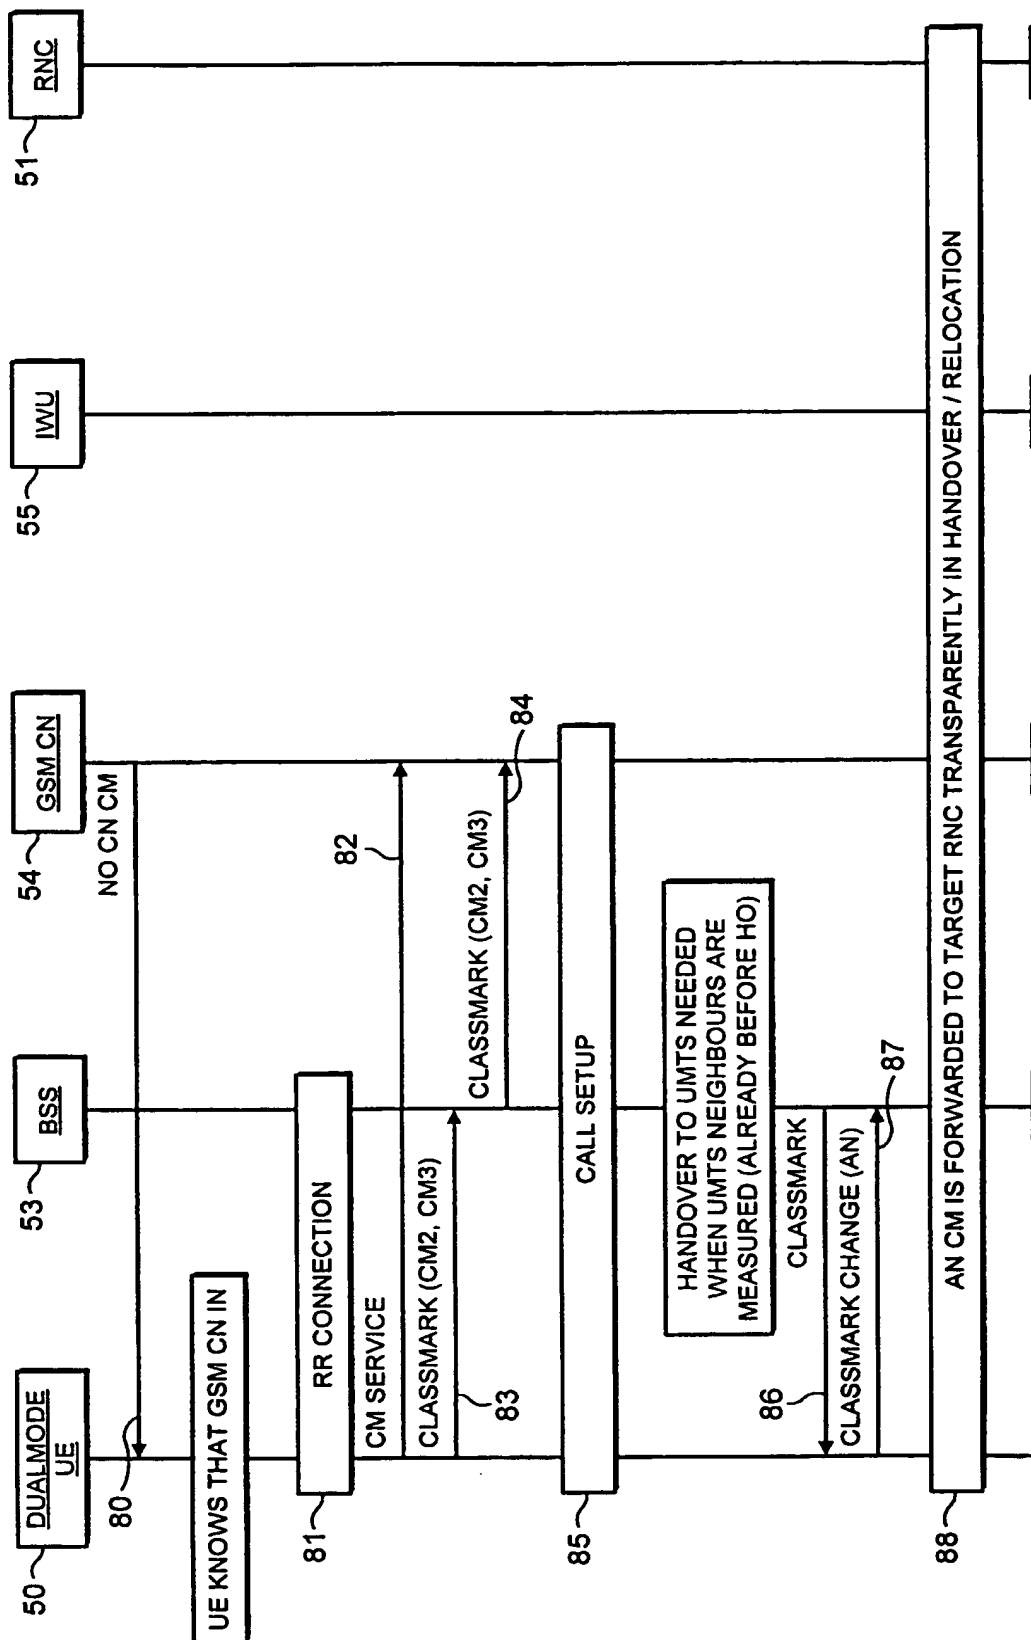 50
DUALMODE
UE
53
BSS
54
GSM CN
55
IWU
51
RNC
80
NO CN CM
UE KNOWS THAT GSM CN IN
81
RR CONNECTION
CM SERVICE
82
CLASSMARK (CM2, CM3)
83
CLASSMARK (CM2, CM3)
84
85
CALL SETUP
HANDOVER TO UMTS NEEDED
WHEN UMTS NEIGHBOURS ARE
MEASURED (ALREADY BEFORE HO)
86
CLASSMARK
CLASSMARK CHANGE (AN)
87
88
AN CM IS FORWARDED TO TARGET RNC TRANSPARENTLY IN HANDOVER / RELOCATION